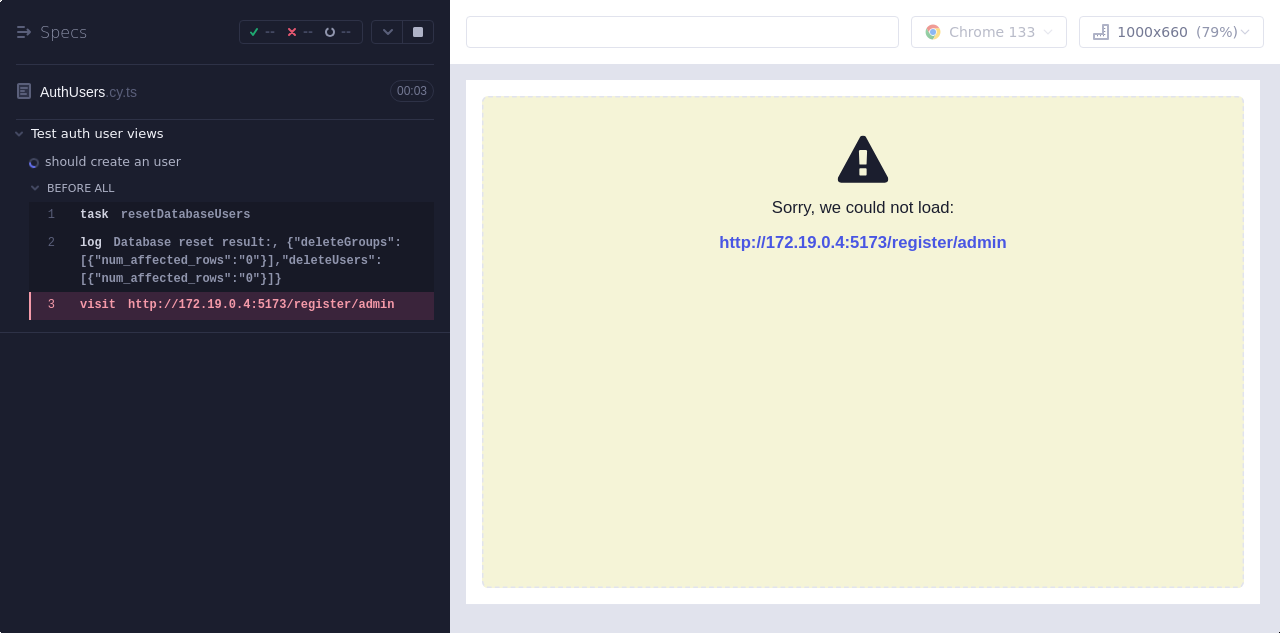 Specs
--
--
--
Chrome 133
1000x660 (79%)
AuthUsers.cy.ts
00:03
Test auth user views
should create an user
BEFORE ALL
1 task resetDatabaseUsers
2 log Database reset result:, {"deleteGroups":
[{"num_affected_rows":"0"}],"deleteUsers":
[{"num_affected_rows":"0"}]}
3 visit http://172.19.0.4:5173/register/admin
Sorry, we could not load:
http://172.19.0.4:5173/register/admin